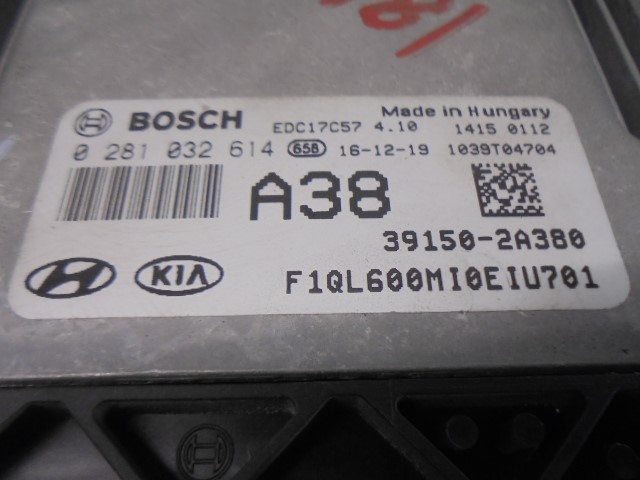 BOSCH
EDC17C57 4.10
Made in Hungary
1415 0112
0 281 032 614 658 16-12-19 1039T04704
A38
39150-2A380
KIA
F1QL600MI0EIU701